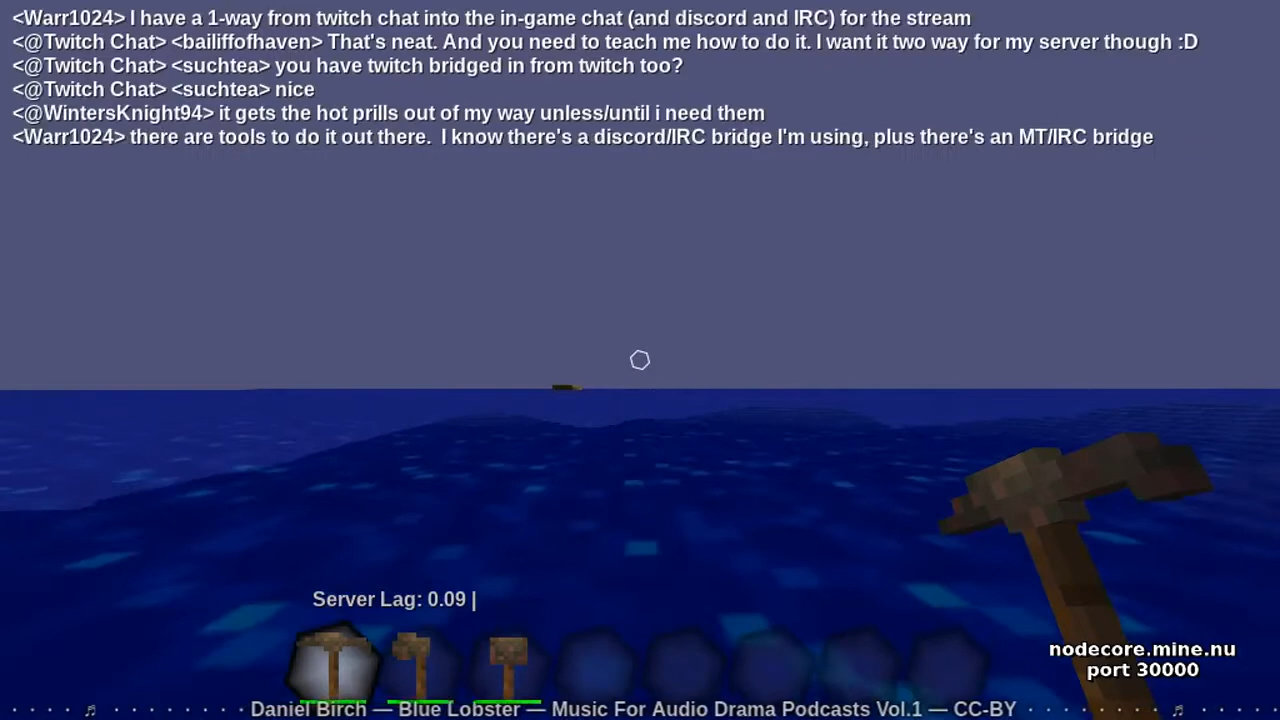 <Warr1024> I have a 1-way from twitch chat into the in-game chat (and discord and IRC) for the stream
<@Twitch Chat> <bailiffofhaven> That's neat. And you need to teach me how to do it. I want it two way for my server though :D
<@Twitch Chat> <suchtea> you have twitch bridged in from twitch too?
<@Twitch Chat> <suchtea> nice
<@WintersKnight94> it gets the hot prills out of my way unless/until i need them
<Warr1024> there are tools to do it out there.  I know there's a discord/IRC bridge I'm using, plus there's an MT/IRC bridge
Server Lag: 0.09 |
nodecore.mine.nu
port 30000
· · · · ♬ · · · · · · · · · Daniel Birch — Blue Lobster — Music For Audio Drama Podcasts Vol.1 — CC-BY · · · · · · · · · ♬ · · · · ·